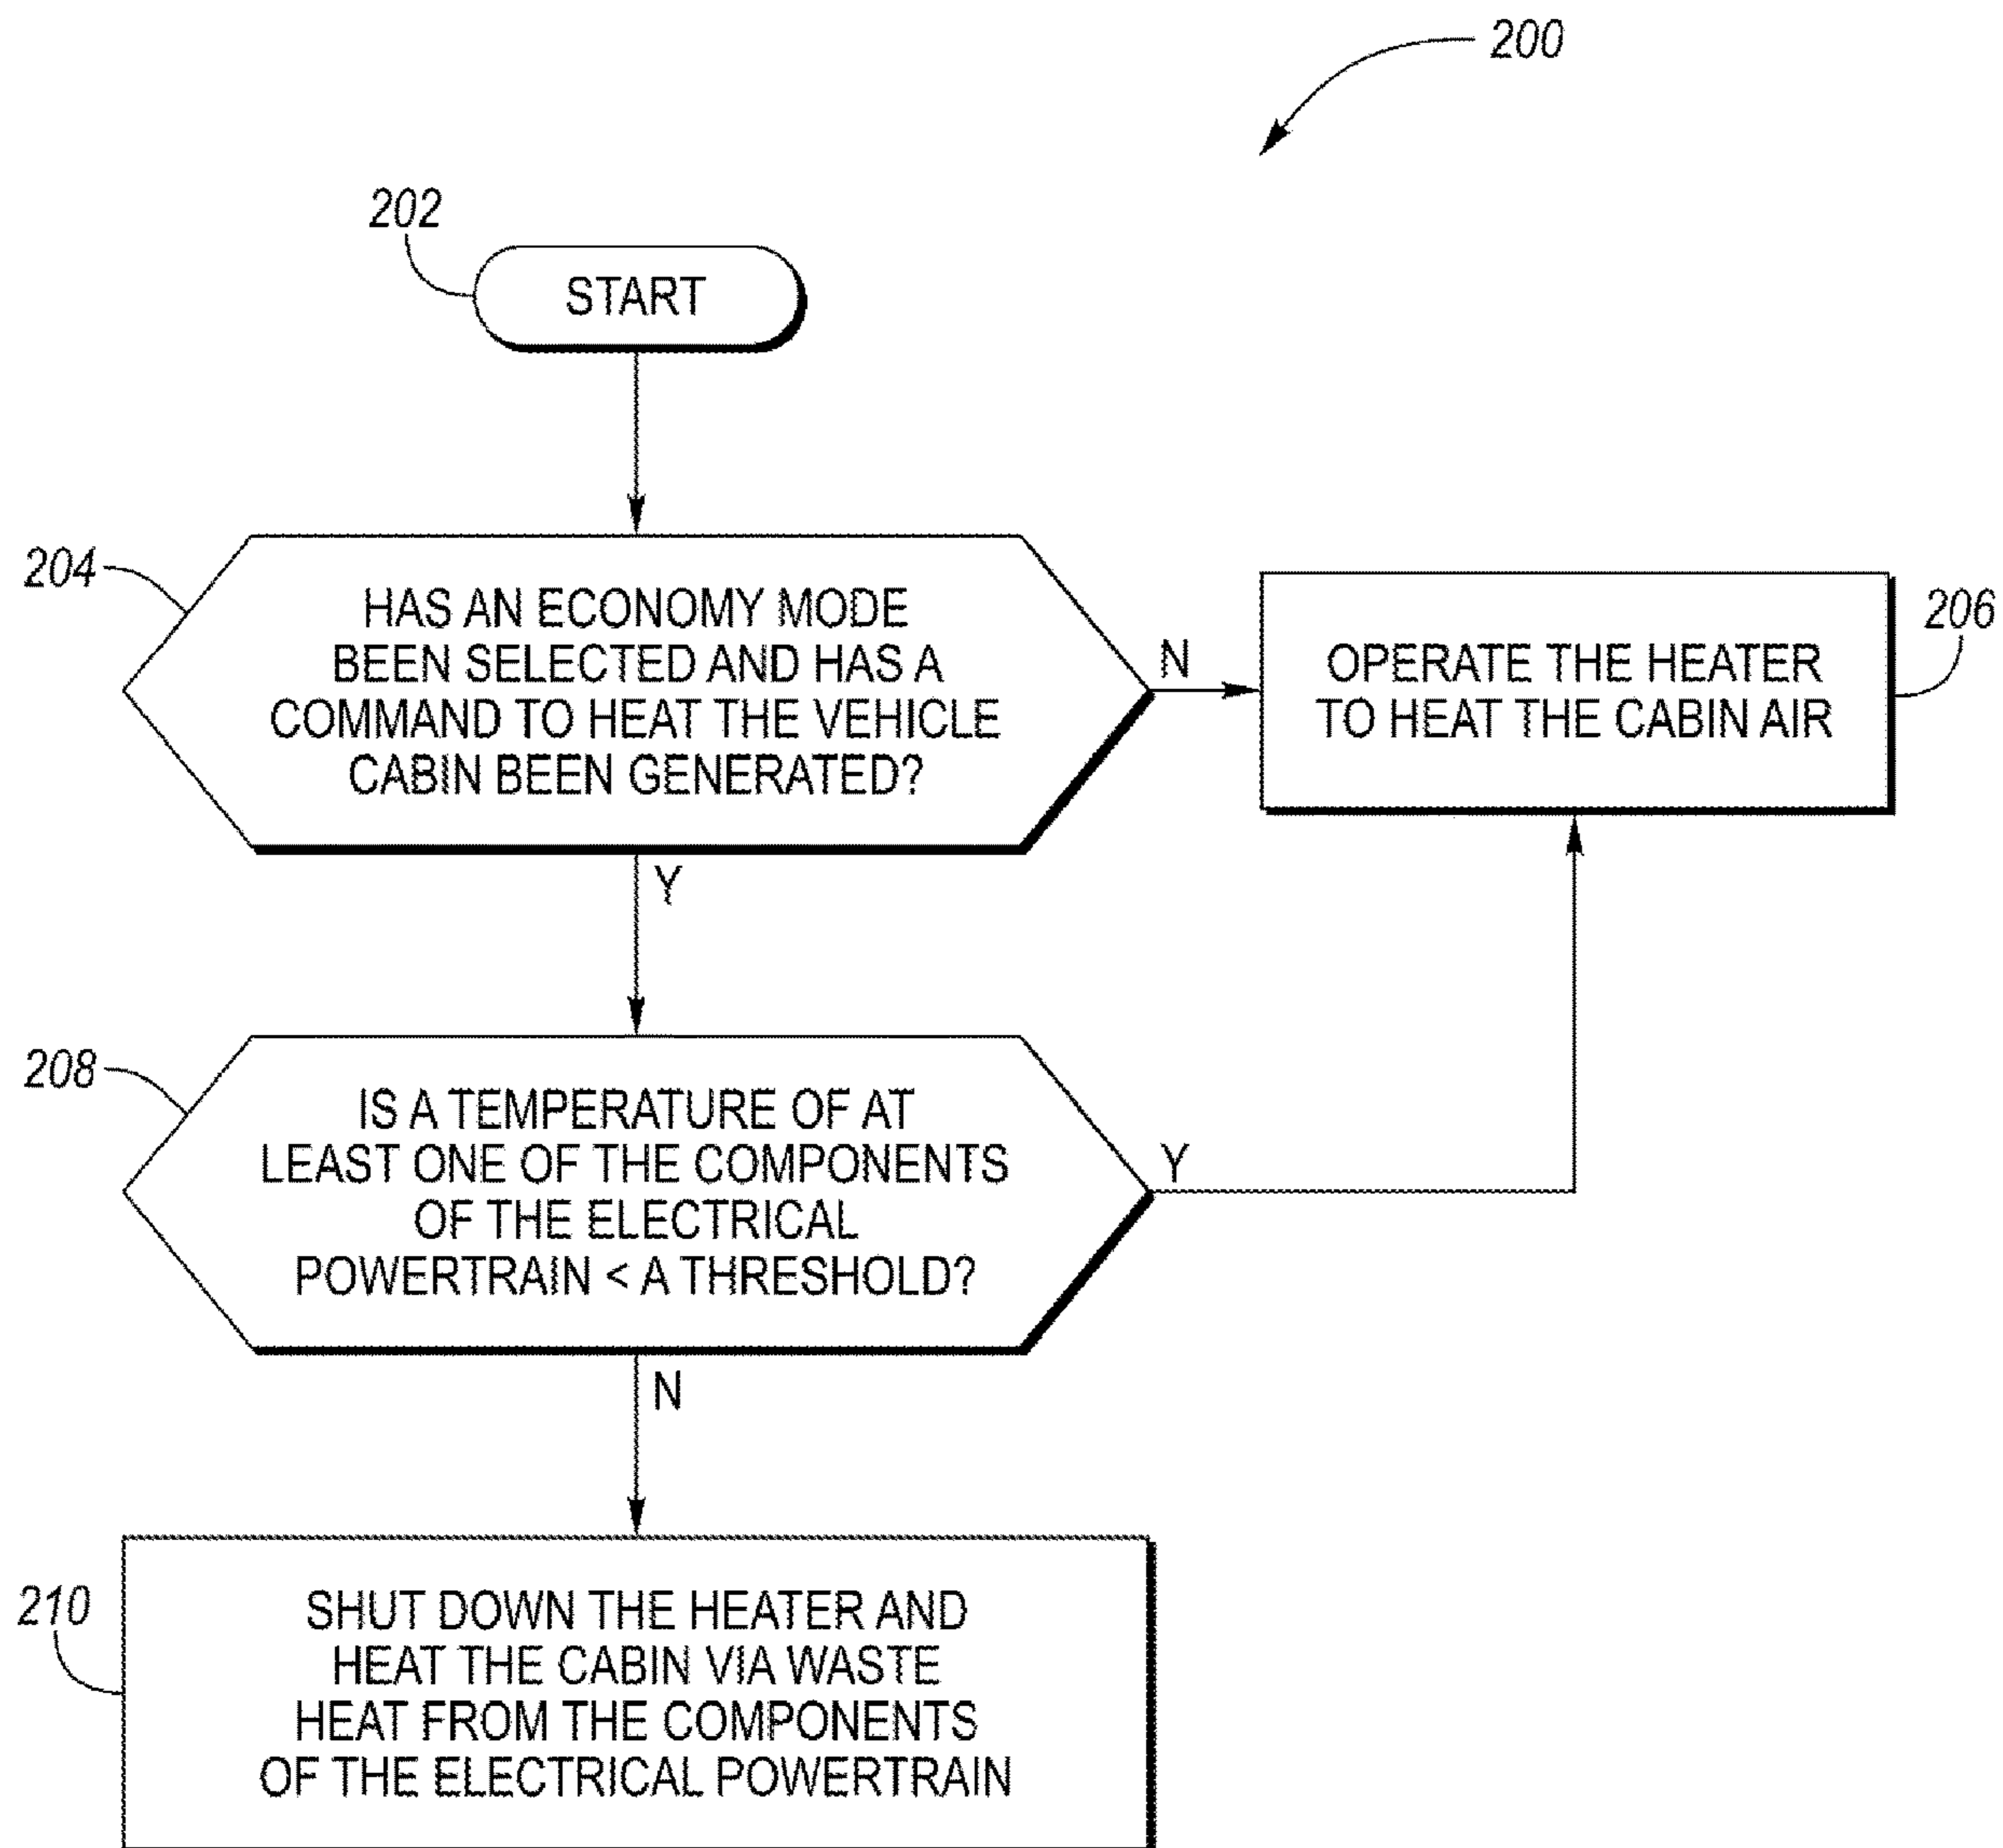 200
202
START
204
HAS AN ECONOMY MODE
BEEN SELECTED AND HAS A
COMMAND TO HEAT THE VEHICLE
CABIN BEEN GENERATED?
N
OPERATE THE HEATER
TO HEAT THE CABIN AIR
206
Y
208
IS A TEMPERATURE OF AT
LEAST ONE OF THE COMPONENTS
OF THE ELECTRICAL
POWERTRAIN < A THRESHOLD?
Y
N
210
SHUT DOWN THE HEATER AND
HEAT THE CABIN VIA WASTE
HEAT FROM THE COMPONENTS
OF THE ELECTRICAL POWERTRAIN